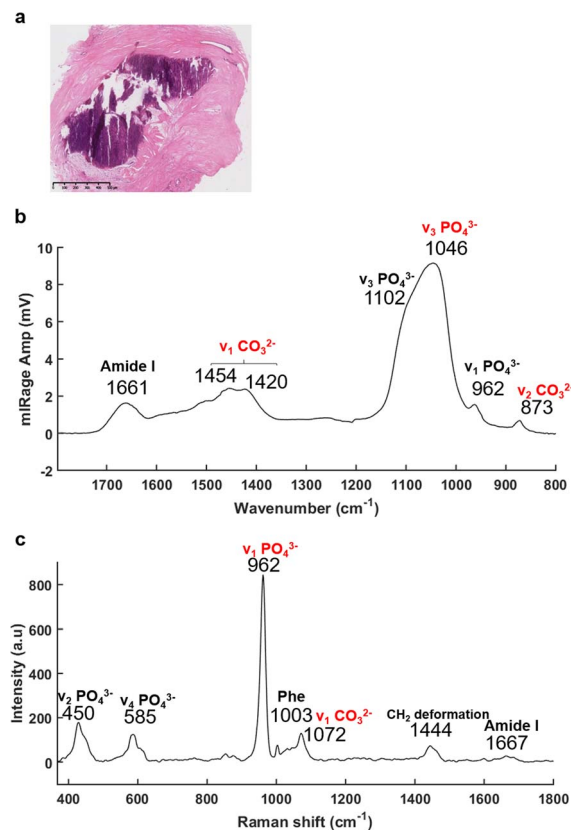 a
b
mIRage Amp (mV)
10
8
6
4
2
0
-2
v₃ PO₄³⁻
1046
v₃ PO₄³⁻
1102
v₁ CO₃²⁻
Amide I
1661
1454
1420
v₁ PO₄³⁻
962
v₂ CO₃²⁻
873
1700 1600 1500 1400 1300 1200 1100 1000 900 800
Wavenumber (cm⁻¹)
c
Intensity (a.u)
800
600
400
200
0
v₁ PO₄³⁻
962
v₂ PO₄³⁻
450
v₄ PO₄³⁻
585
Phe
1003
v₁ CO₃²⁻
1072
CH₂ deformation
1444
Amide I
1667
400 600 800 1000 1200 1400 1600 1800
Raman shift (cm⁻¹)